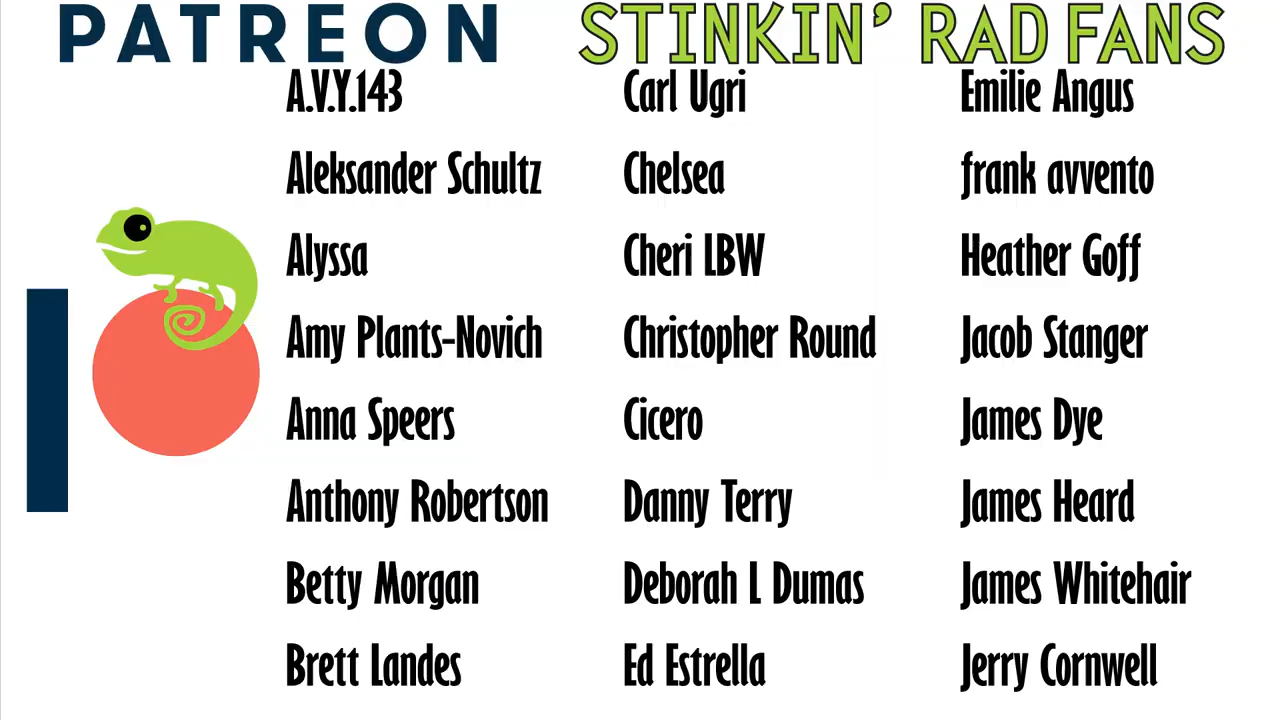 PATREON STINKIN' RAD FANS
A.V.Y.143
Aleksander Schultz
Alyssa
Amy Plants-Novich
Anna Speers
Anthony Robertson
Betty Morgan
Brett Landes
Carl Ugri
Chelsea
Cheri LBW
Christopher Round
Cicero
Danny Terry
Deborah L Dumas
Ed Estrella
Emilie Angus
frank avvento
Heather Goff
Jacob Stanger
James Dye
James Heard
James Whitehair
Jerry Cornwell